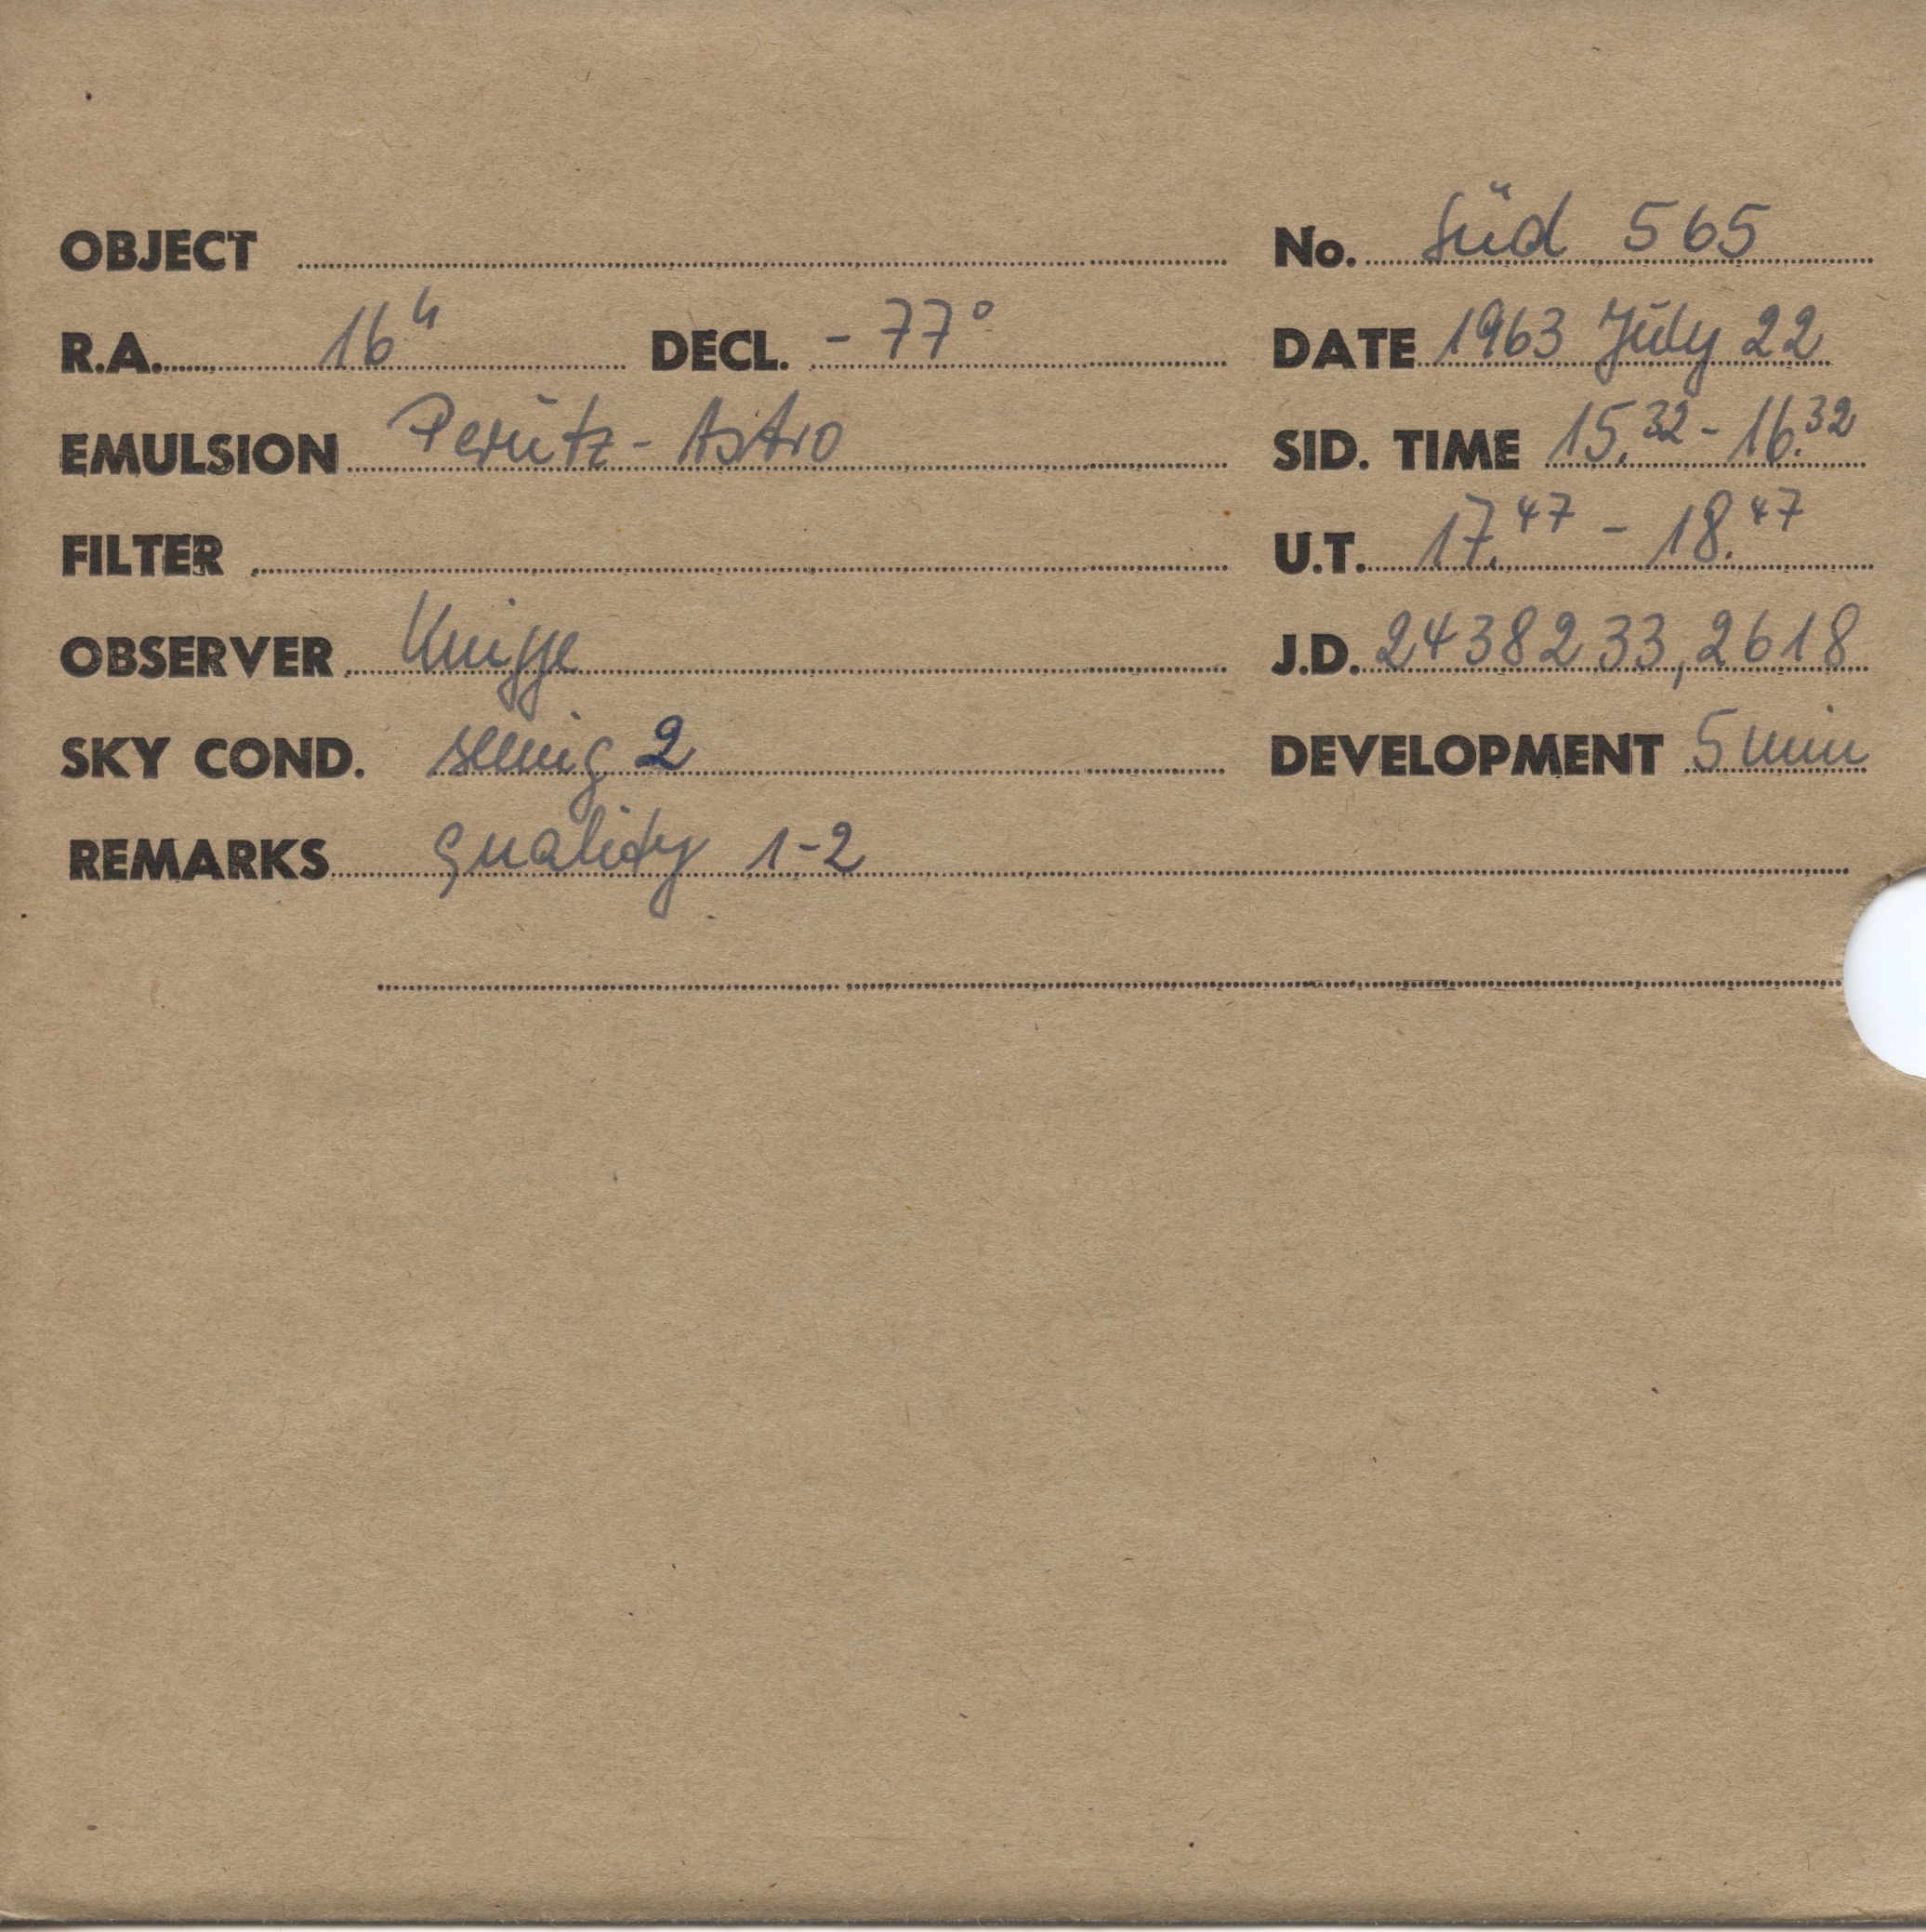 OBJECT No. Süd 565
R.A. 16h DECL. -77° DATE 1963 July 22
EMULSION Perutz-Astro SID. TIME 15.32 - 16.32
FILTER U.T. 17.47 - 18.47
OBSERVER Knigge J.D. 2438233,2618
SKY COND. seeing 2 DEVELOPMENT 5 min
REMARKS quality 1-2